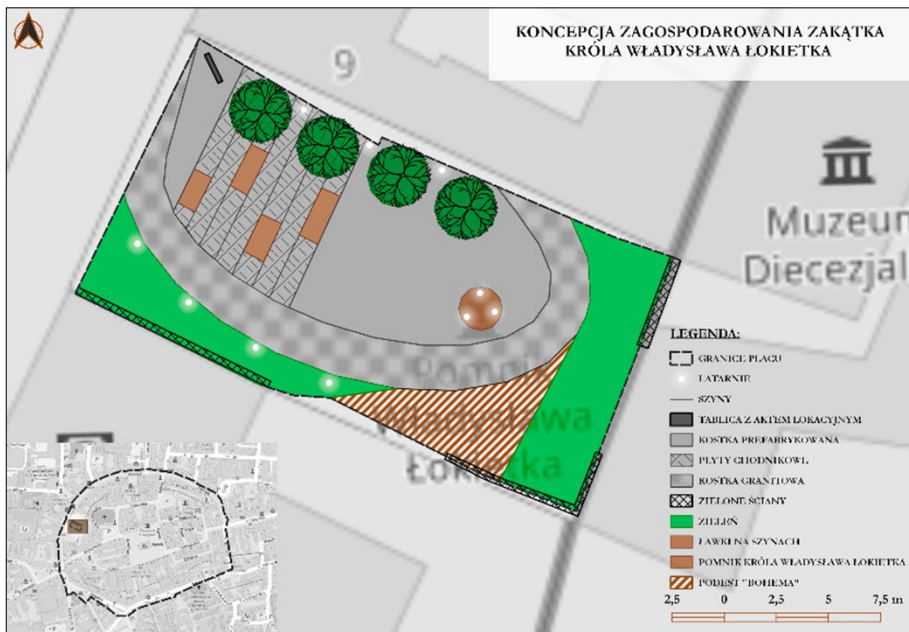 KONCEPCJA ZAGOSPODAROWANIA ZAKĄTKA
KRÓLA WŁADYSŁAWA ŁOKIETKA
9
Muzeum
Diecezjal
Pomnik
Władysława
Łokietka
LEGENDA:
GRANICE PLACU
LATARNIE
SZYNY
TABLICA Z AKTEM LOKACYJNYM
KOSTKA PREFABRYKOWANA
PŁYTY CHODNIKOWE
KOSTKA GRANITOWA
ZIELONE ŚCIANY
ZIELEŃ
ŁAWKI NA SZYNACH
POMNIK KRÓLA WŁADYSŁAWA ŁOKIETKA
PODEST "BOHEMA"
2,5 0 2,5 5 7,5 m